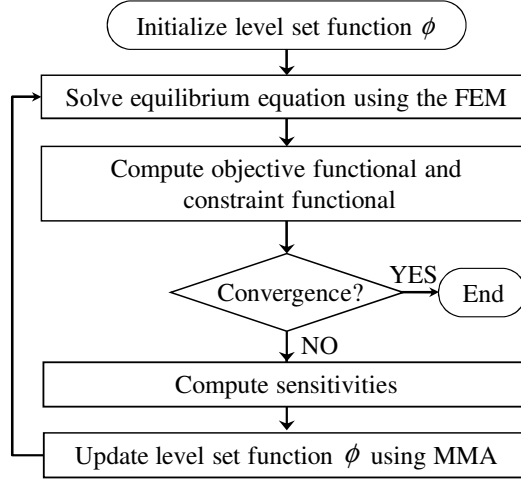 Initialize level set function ϕ
Solve equilibrium equation using the FEM
Compute objective functional and
constraint functional
Convergence?
YES
End
NO
Compute sensitivities
Update level set function ϕ using MMA